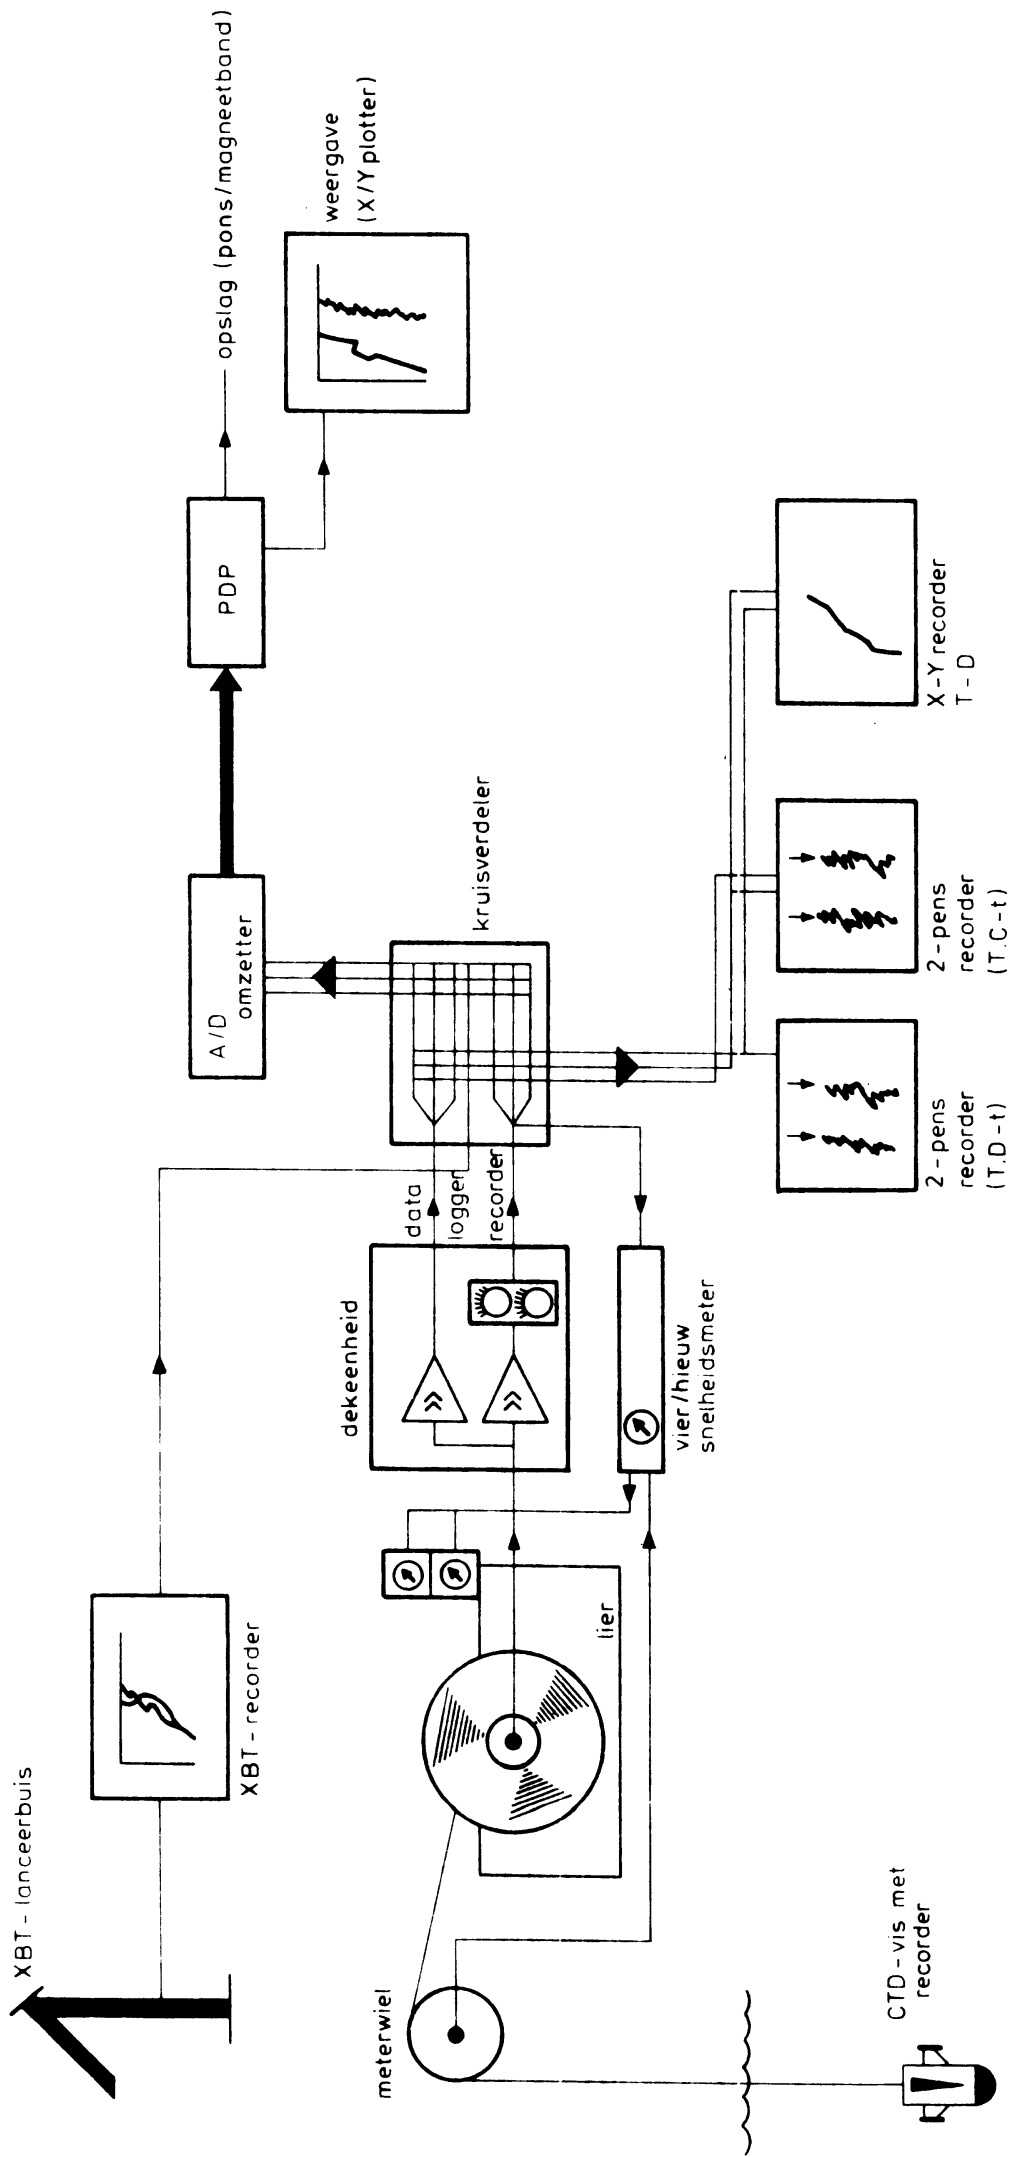 XBT-lanceerbuis
XBT-recorder
A/D
omzetter
PDP
opslag (pons/magneetband)
weergave
(X/Y plotter)
meterwiel
lier
dekeenheid
data
logger
recorder
kruisverdeler
vier/hieuw
snelheidsmeter
CTD-vis met
recorder
2-pens
recorder
(T.D-t)
2-pens
recorder
(T.C-t)
X-Y recorder
T-D